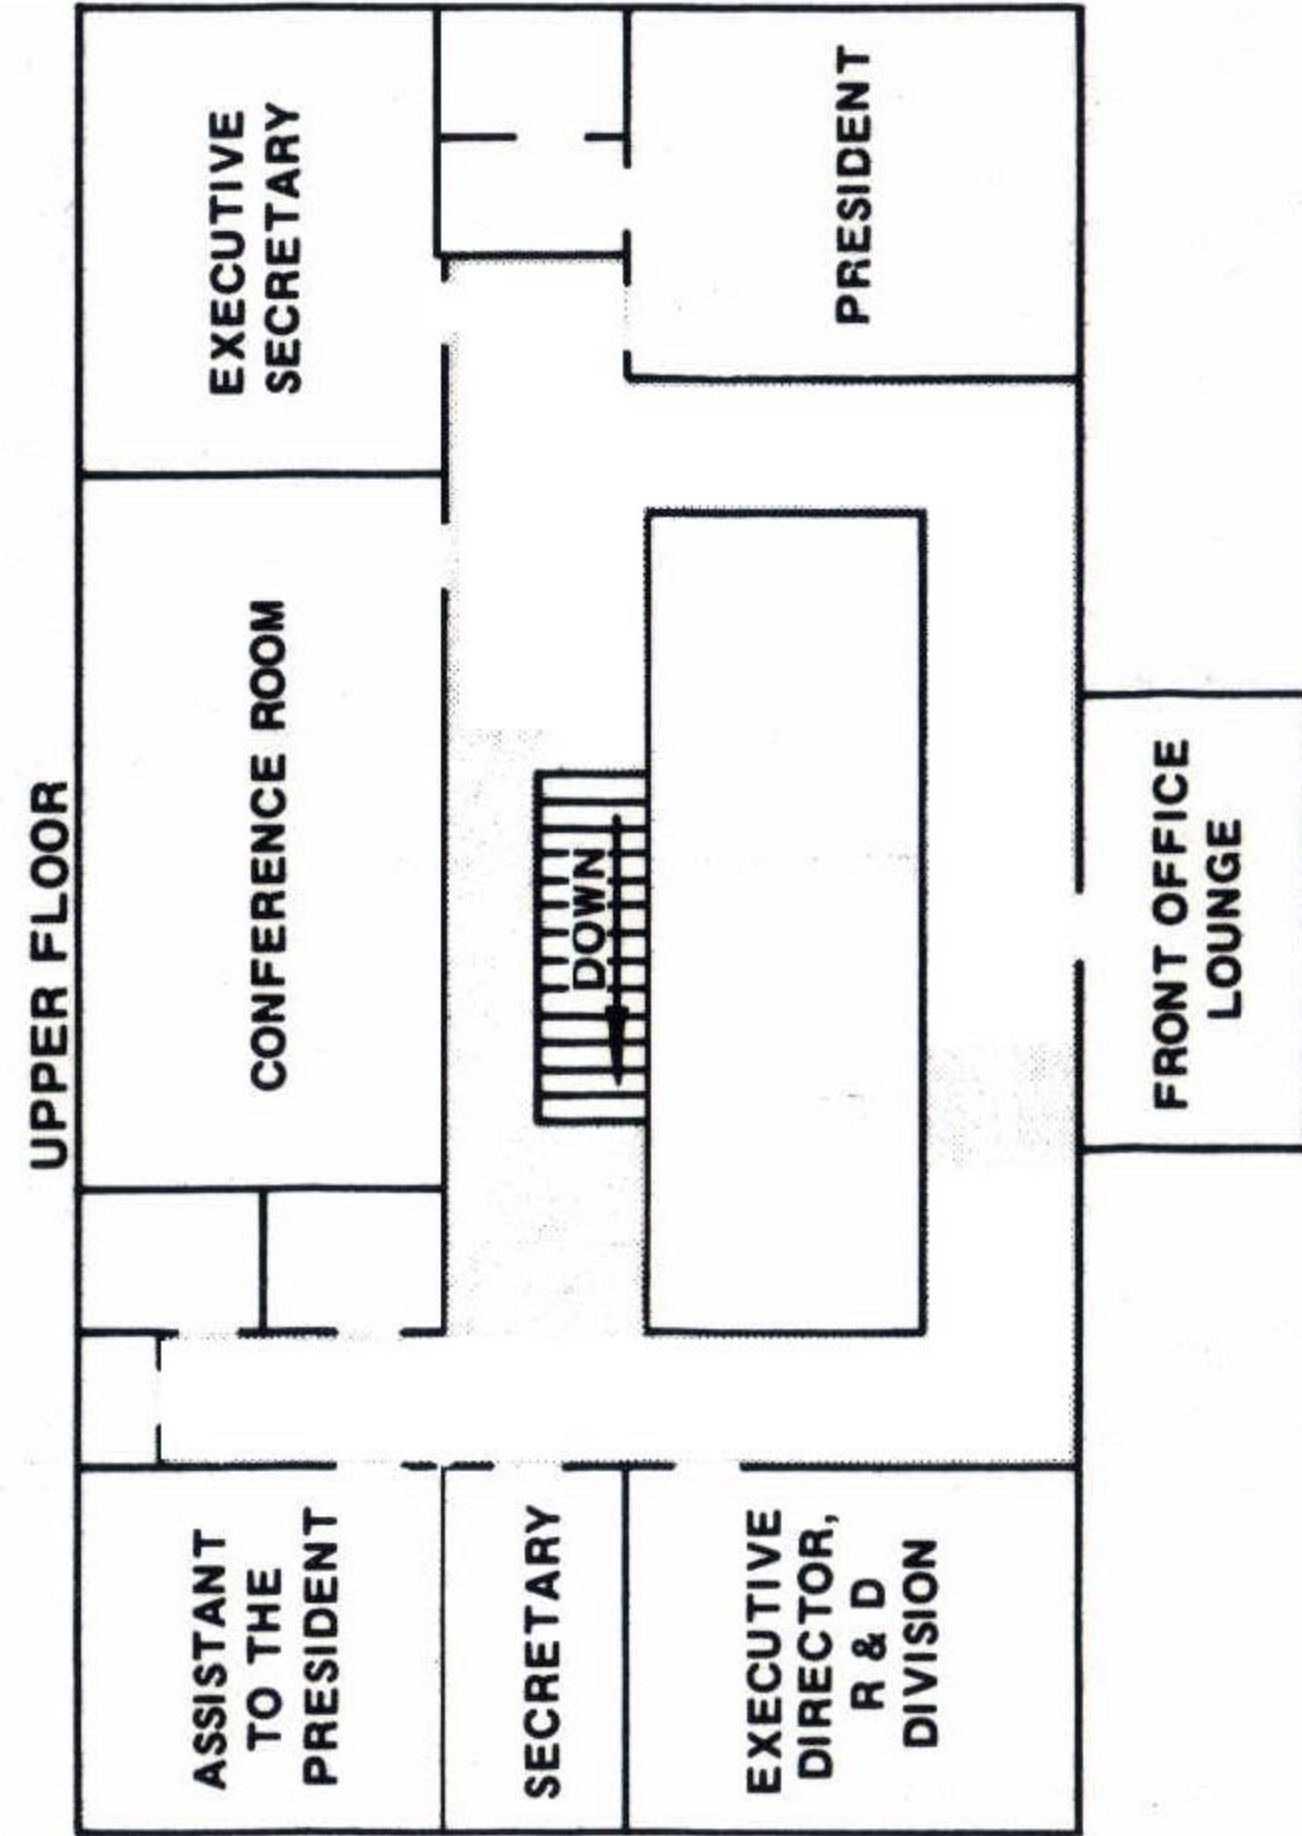 UPPER FLOOR
ASSISTANT
TO THE
PRESIDENT
CONFERENCE ROOM
EXECUTIVE
SECRETARY
SECRETARY
DOWN
EXECUTIVE
DIRECTOR,
R & D
DIVISION
PRESIDENT
FRONT OFFICE
LOUNGE